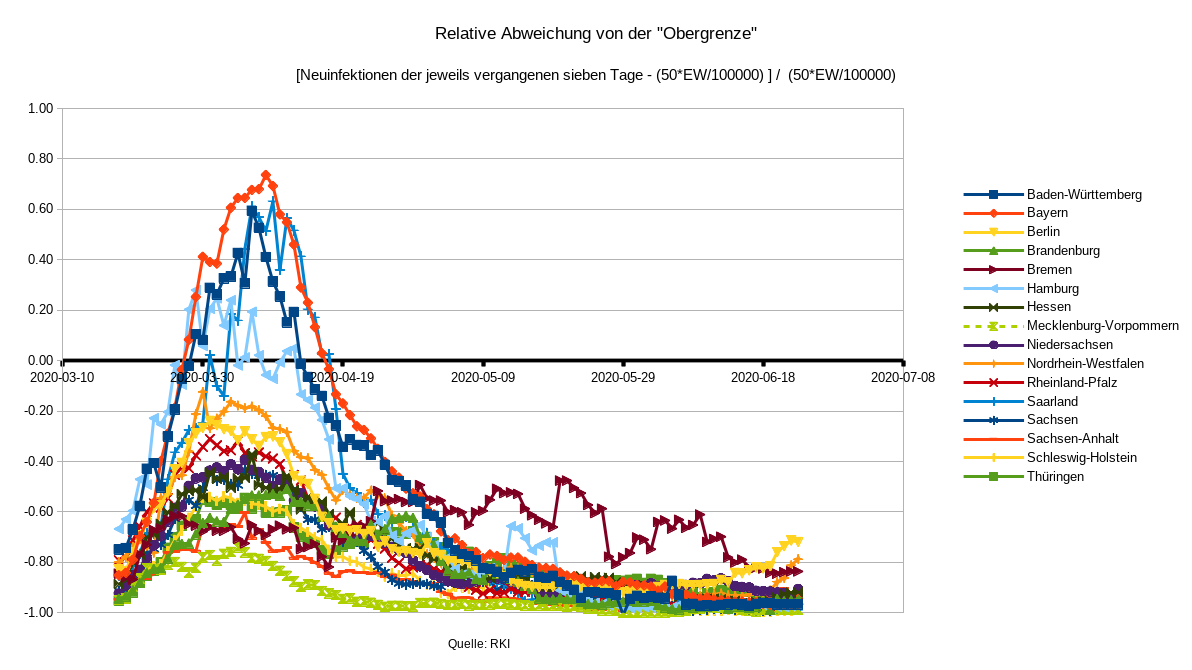 Relative Abweichung von der "Obergrenze"
[Neuinfektionen der jeweils vergangenen sieben Tage - (50*EW/100000) ] /  (50*EW/100000)
1.00
0.80
0.60
0.40
0.20
0.00
-0.20
-0.40
-0.60
-0.80
-1.00
2020-03-10
2020-03-30
2020-04-19
2020-05-09
2020-05-29
2020-06-18
2020-07-08
Baden-Württemberg
Bayern
Berlin
Brandenburg
Bremen
Hamburg
Hessen
Mecklenburg-Vorpommern
Niedersachsen
Nordrhein-Westfalen
Rheinland-Pfalz
Saarland
Sachsen
Sachsen-Anhalt
Schleswig-Holstein
Thüringen
Quelle: RKI